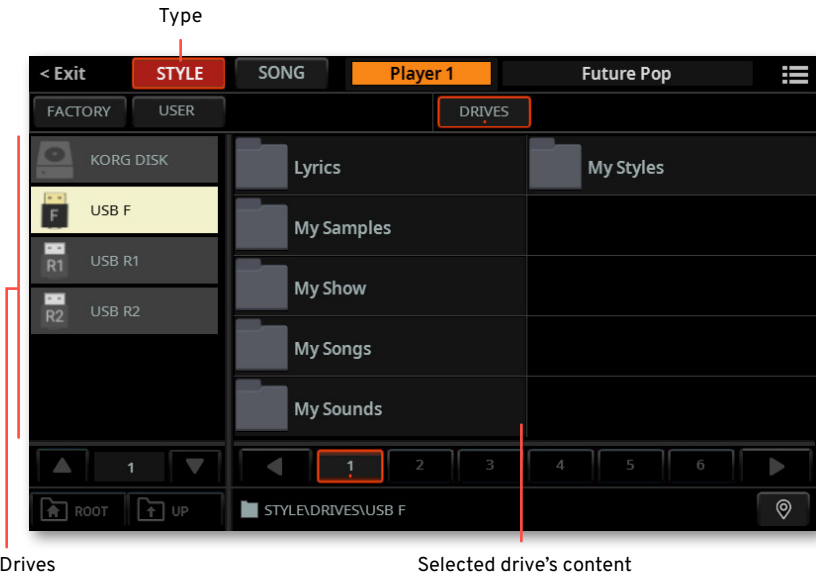 Type
< Exit STYLE SONG Player 1 Future Pop
FACTORY USER DRIVES
KORG DISK
F USB F
R1 USB R1
R2 USB R2
Lyrics My Styles
My Samples
My Show
My Songs
My Sounds
1 1 2 3 4 5 6
ROOT UP STYLE\DRIVES\USB F
Drives Selected drive's content